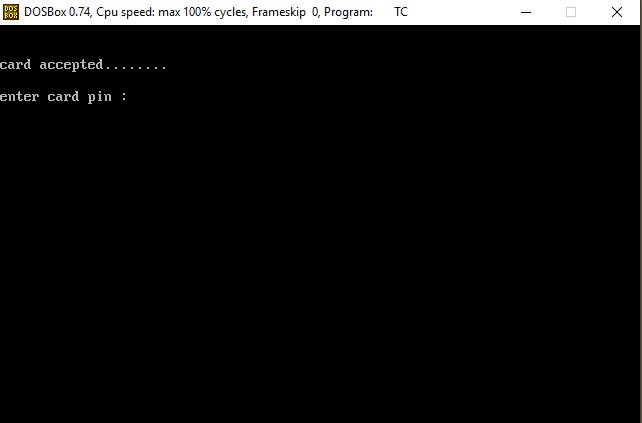 DOS BOX
DOSBox 0.74, Cpu speed: max 100% cycles, Frameskip 0, Program: TC
card accepted........
enter card pin :